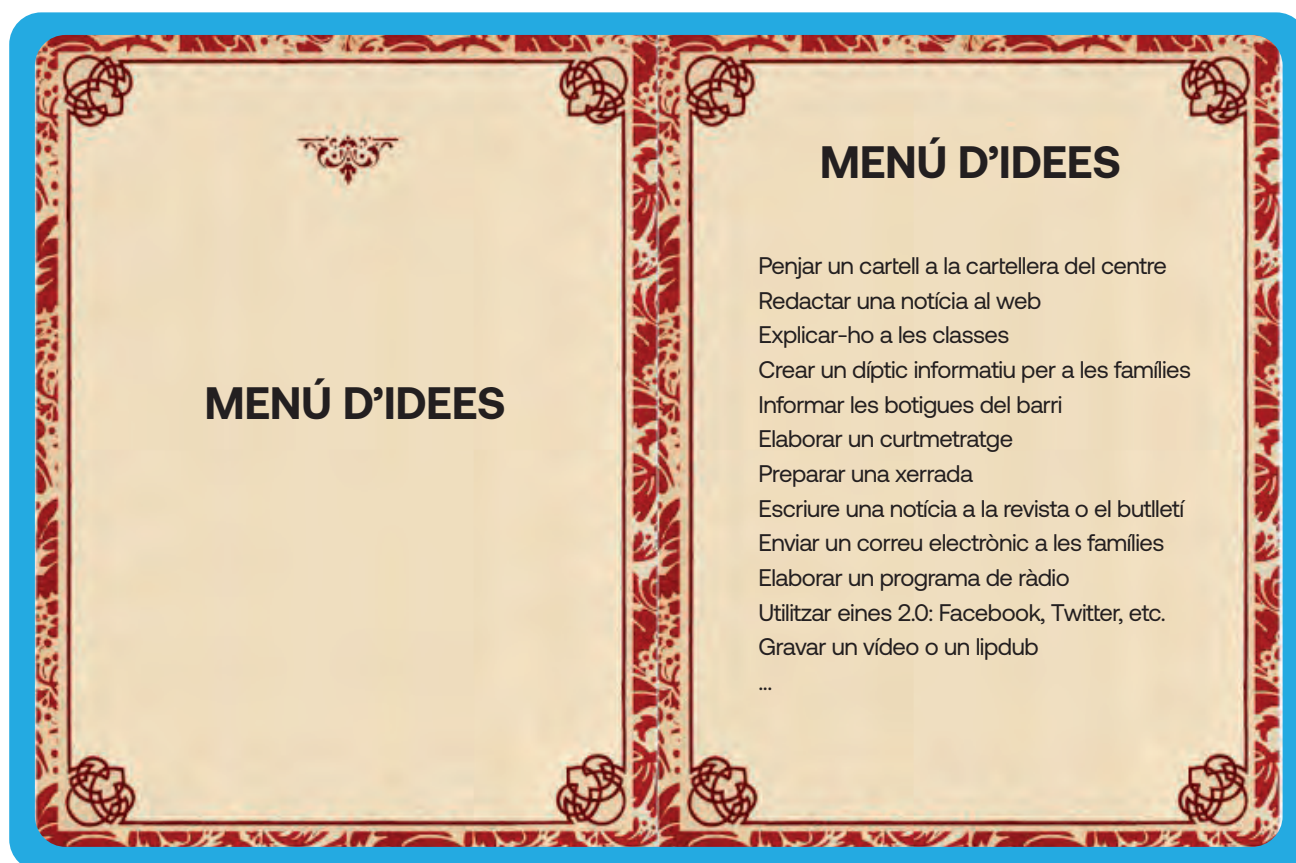 MENÚ D’IDEES
MENÚ D’IDEES
Penjar un cartell a la cartellera del centre
Redactar una notícia al web
Explicar-ho a les classes
Crear un díptic informatiu per a les famílies
Informar les botigues del barri
Elaborar un curtmetratge
Preparar una xerrada
Escriure una notícia a la revista o el butlletí
Enviar un correu electrònic a les famílies
Elaborar un programa de ràdio
Utilitzar eines 2.0: Facebook, Twitter, etc.
Gravar un vídeo o un lipdub
...